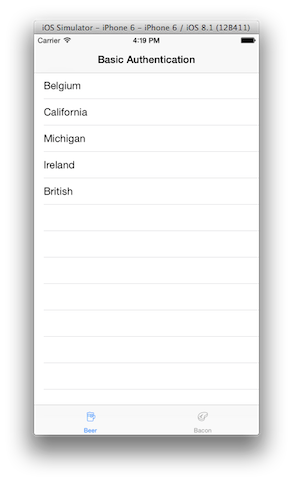 iOS Simulator - iPhone 6 - iPhone 6 / iOS 8.1 (12B411)
Carrier 4:19 PM
Basic Authentication
Belgium
California
Michigan
Ireland
British
Beer Bacon